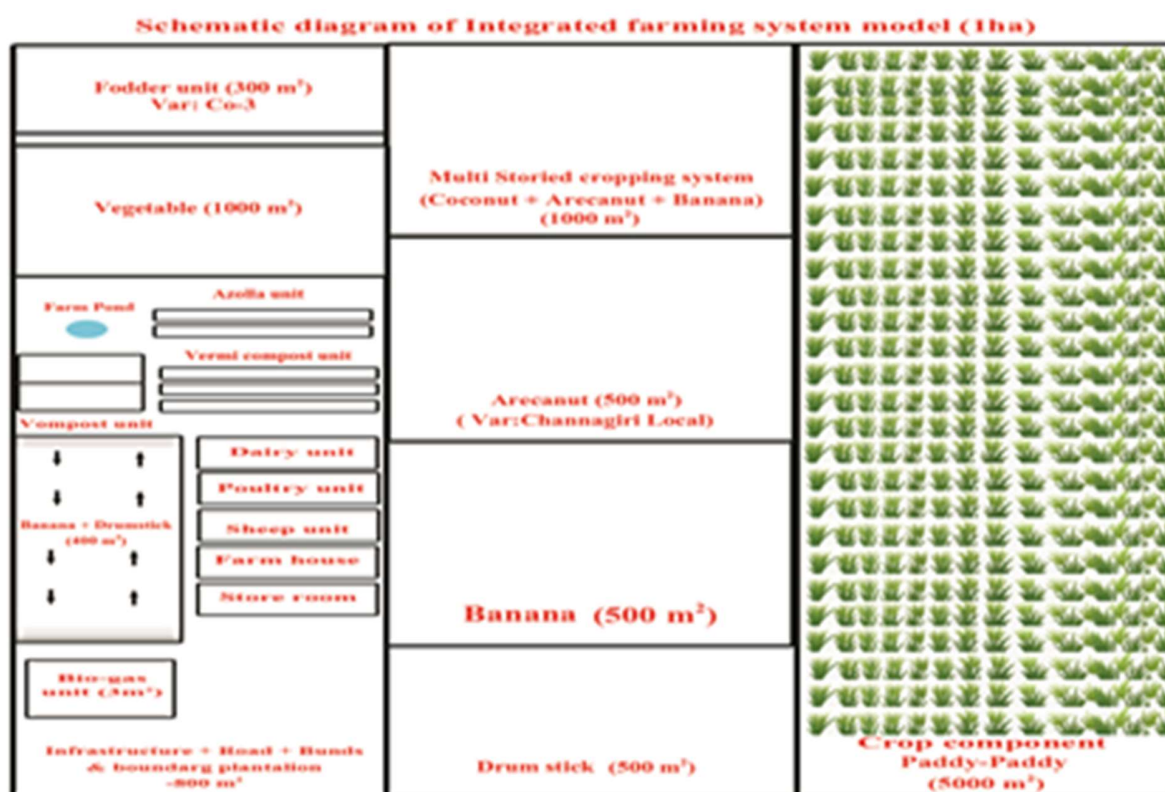 Schematic diagram of Integrated farming system model (1ha)
Fodder unit (300 m²)
Var: Co-3
Vegetable (1000 m²)
Farm Pond
Azolla unit
Vermi compost unit
Vompost unit
Banana + Drumstick
(400 m²)
Dairy unit
Poultry unit
Sheep unit
Farm house
Store room
Bio-gas
unit (3m³)
Infrastructure + Road + Bunds
& boundarg plantation
-800 m²
Multi Storied cropping system
(Coconut + Arecanut + Banana)
(1000 m²)
Arecanut (500 m²)
( Var:Channagiri Local)
Banana (500 m²)
Drum stick (500 m²)
Crop component
Paddy-Paddy
(5000 m²)